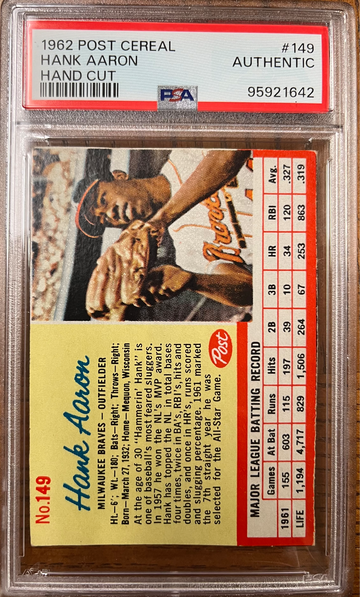 1962 POST CEREAL
#149
HANK AARON
AUTHENTIC
HAND CUT
PSA
95921642
No.149
Hank Aaron
MILWAUKEE BRAVES—OUTFIELDER
Ht.—6'; Wt.—180; Bats—Right; Throws—Right;
Born—March 27, 1932; Home—Mequon, Wisconsin
At the age of 30 "Hammerin' Hank" is
one of baseball's most feared sluggers.
In 1957 he won the NL's MVP award.
Hank has topped the NL in total bases
four times, twice in BA's, RBI's, hits and
doubles, and once in HR's, runs scored
and slugging percentage. 1961 marked
the 7th straight year he was
selected for the All-Star Game.
Post
Braves
MAJOR LEAGUE BATTING RECORD
Games At Bat Runs Hits 2B 3B HR RBI Avg.
1961 155 603 115 197 39 10 34 120 .327
LIFE 1,194 4,717 829 1,506 264 67 253 863 .319